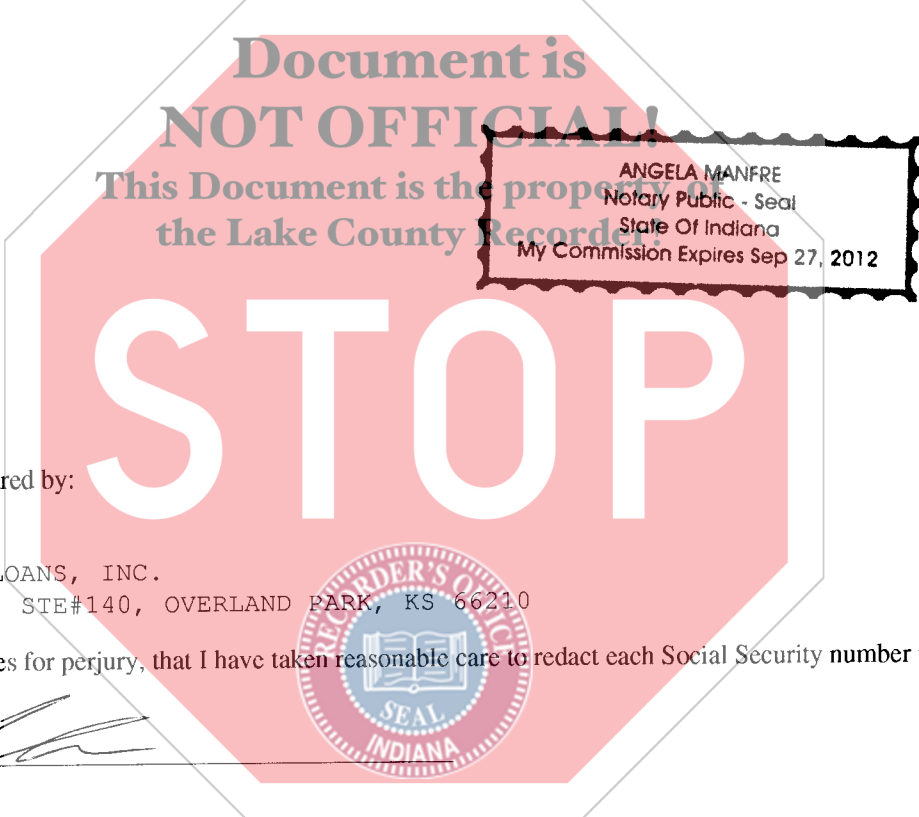 Document is
NOT OFFICIAL!
This Document is the property of
the Lake County Recorder!
ANGELA MANFRE
Notary Public - Seal
State Of Indiana
My Commission Expires Sep 27, 2012
STOP
red by:
LOANS, INC.
STE#140, OVERLAND PARK, KS 66210
es for perjury, that I have taken reasonable care to redact each Social Security number
RECORDER'S OFFICE
SEAL
INDIANA